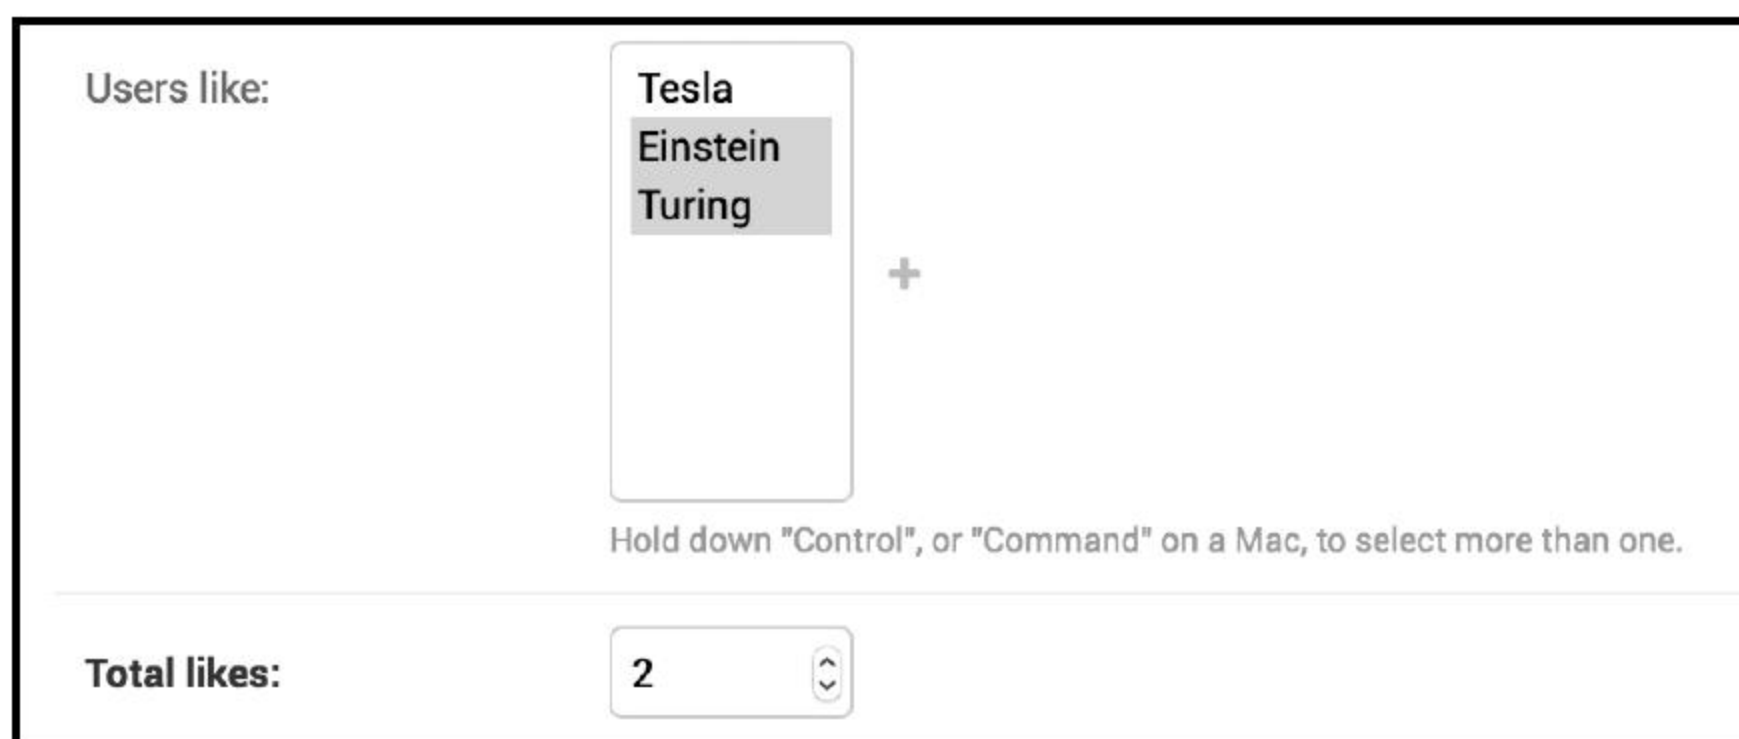 Users like:
Tesla
Einstein
Turing
Hold down "Control", or "Command" on a Mac, to select more than one.
Total likes:
2